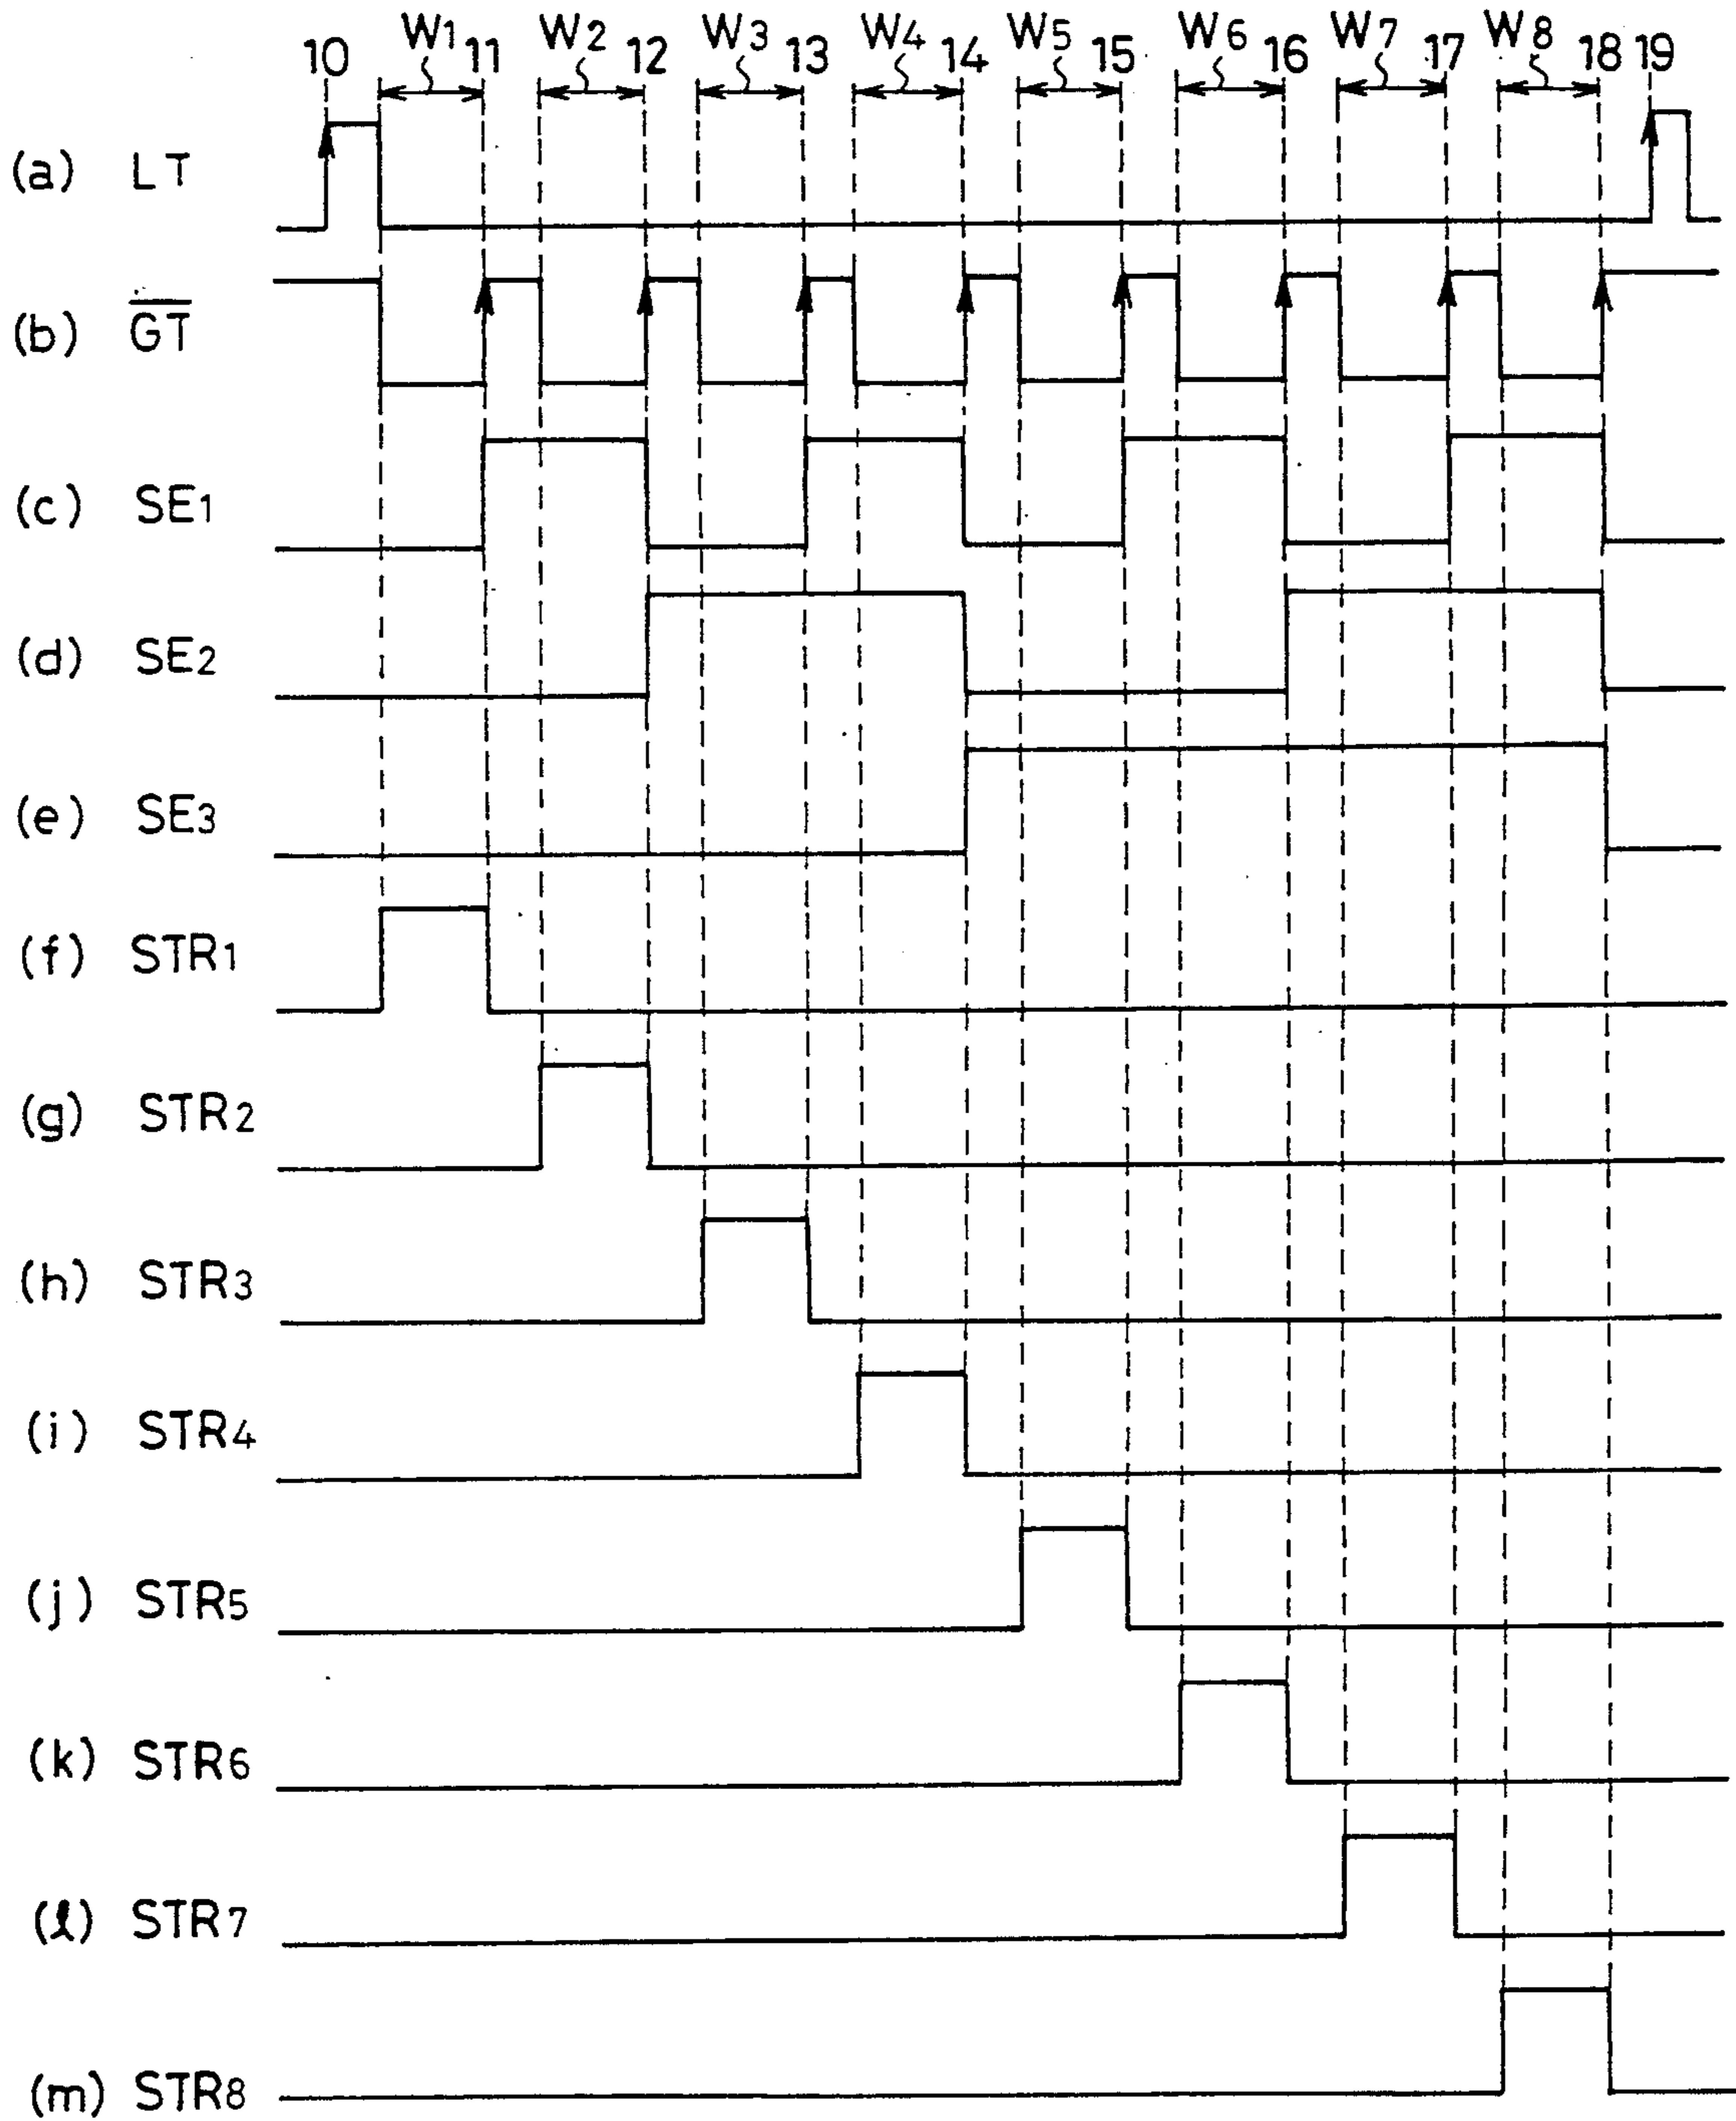 10 W1 11 W2 12 W3 13 W4 14 W5 15 W6 16 W7 17 W8 18 19
(a) LT
(b) G̅T̅
(c) SE1
(d) SE2
(e) SE3
(f) STR1
(g) STR2
(h) STR3
(i) STR4
(j) STR5
(k) STR6
(l) STR7
(m) STR8